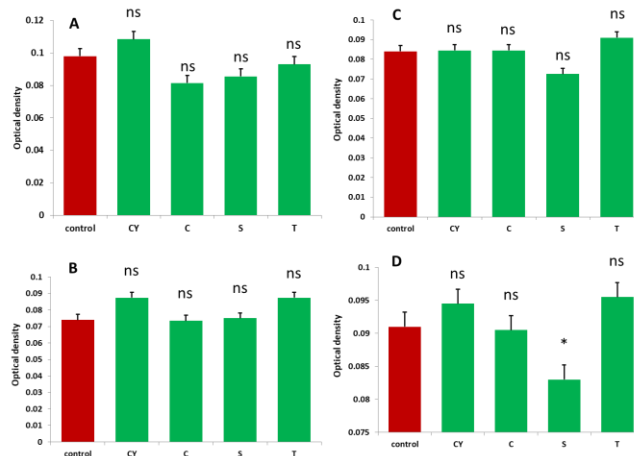 A
0.12
0.1
0.08
0.06
0.04
0.02
0
Optical density
ns
ns
ns
ns
control CY C S T
C
0.1
0.09
0.08
0.07
0.06
0.05
0.04
0.03
0.02
0.01
0
Optical density
ns
ns
ns
ns
control CY C S T
B
0.1
0.09
0.08
0.07
0.06
0.05
0.04
0.03
0.02
0.01
0
Optical density
ns
ns
ns
ns
control CY C S T
D
0.1
0.095
0.09
0.085
0.08
0.075
Optical density
ns
ns
*
ns
control CY C S T